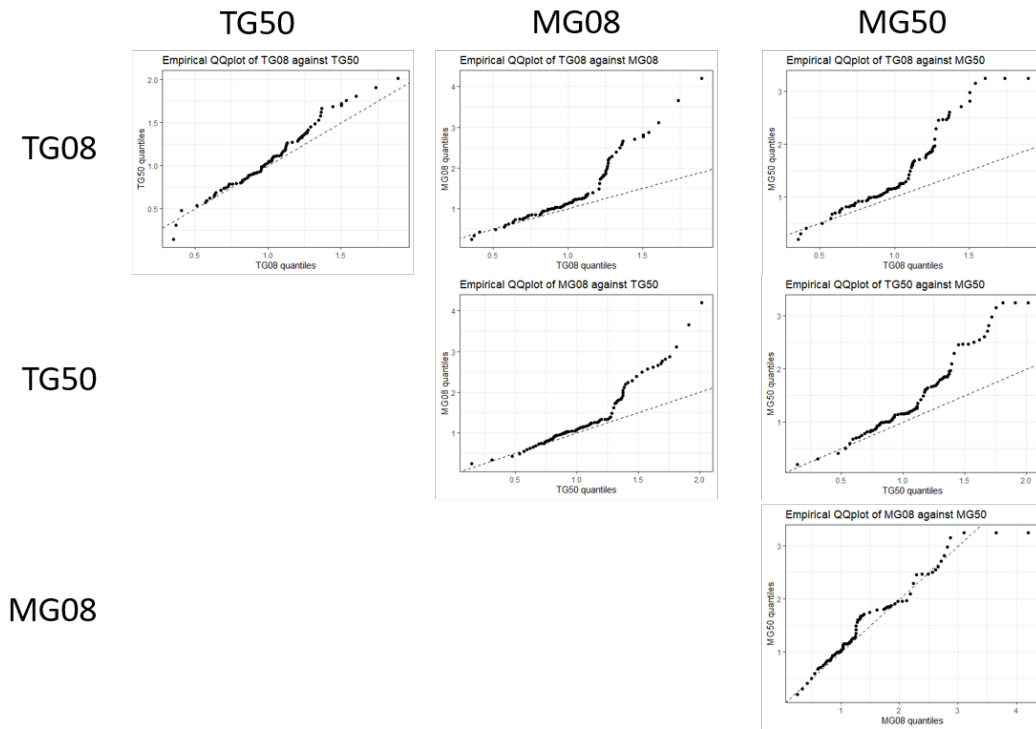 TG50 MG08 MG50
TG08
Empirical QQplot of TG08 against TG50
TG50 quantiles
2.0
1.5
1.0
0.5
0.5 1.0 1.5
TG08 quantiles
Empirical QQplot of TG08 against MG08
MG08 quantiles
4
3
2
1
0.5 1.0 1.5
TG08 quantiles
Empirical QQplot of TG08 against MG50
MG50 quantiles
3
2
1
0.5 1.0 1.5
TG08 quantiles
TG50
Empirical QQplot of MG08 against TG50
MG08 quantiles
4
3
2
1
0.5 1.0 1.5 2.0
TG50 quantiles
Empirical QQplot of TG50 against MG50
MG50 quantiles
3
2
1
0.5 1.0 1.5 2.0
TG50 quantiles
MG08
Empirical QQplot of MG08 against MG50
MG50 quantiles
3
2
1
1 2 3 4
MG08 quantiles